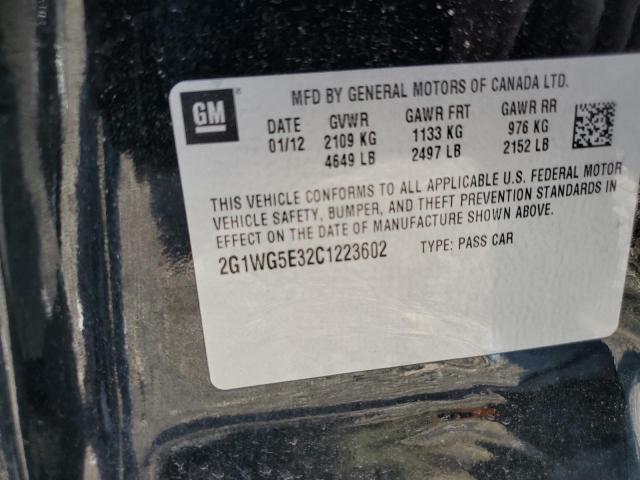 GM
MFD BY GENERAL MOTORS OF CANADA LTD.
DATE GVWR GAWR FRT GAWR RR
01/12 2109 KG 1133 KG 976 KG
4649 LB 2497 LB 2152 LB
THIS VEHICLE CONFORMS TO ALL APPLICABLE U.S. FEDERAL MOTOR
VEHICLE SAFETY, BUMPER, AND THEFT PREVENTION STANDARDS IN
EFFECT ON THE DATE OF MANUFACTURE SHOWN ABOVE.
2G1WG5E32C1223602 TYPE: PASS CAR